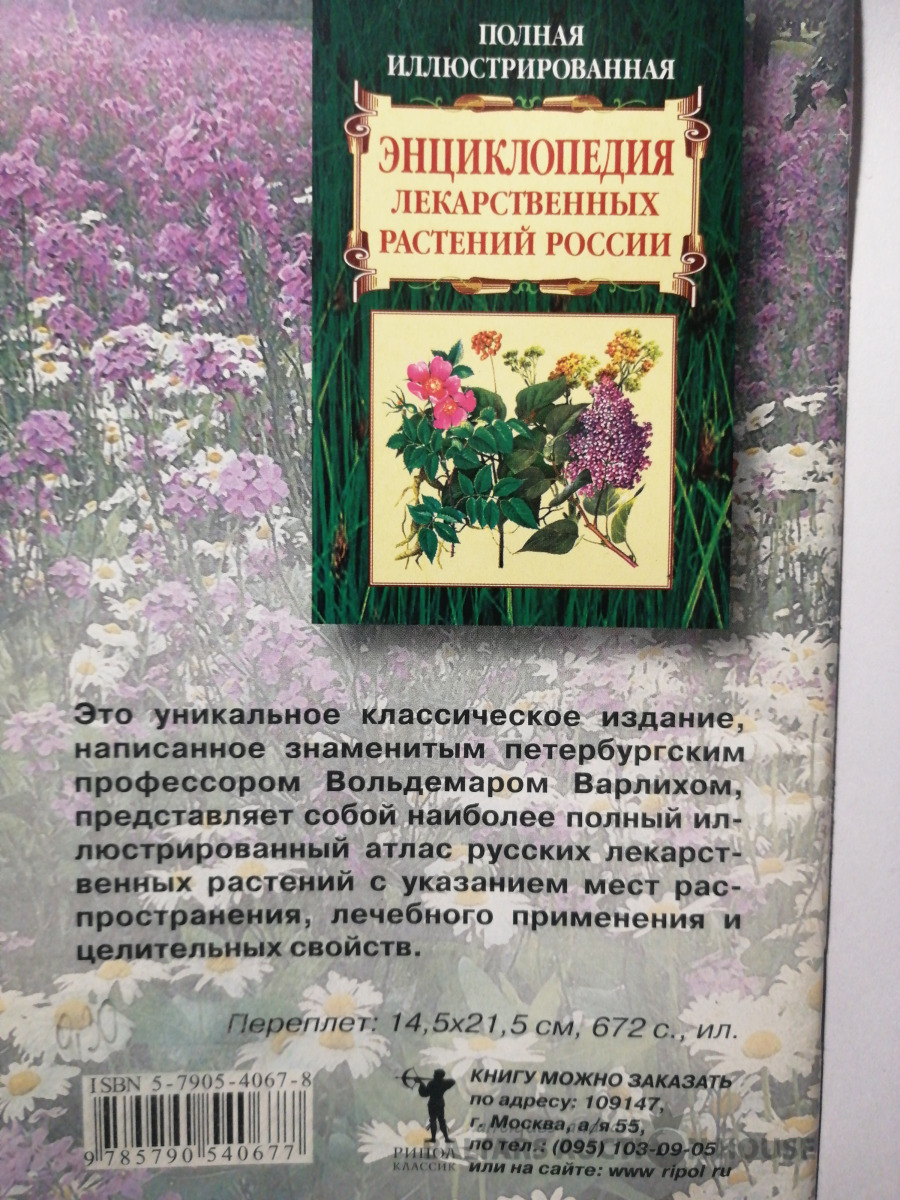 ПОЛНАЯ
ИЛЛЮСТРИРОВАННАЯ
ЭНЦИКЛОПЕДИЯ
ЛЕКАРСТВЕННЫХ
РАСТЕНИЙ РОССИИ
Это уникальное классическое издание,
написанное знаменитым петербургским
профессором Вольдемаром Варлихом,
представляет собой наиболее полный ил-
люстрированный атлас русских лекарст-
венных растений с указанием мест рас-
пространения, лечебного применения и
целительных свойств.
Переплет: 14,5х21,5 см, 672 с., ил.
ISBN 5-7905-4067-8
9 785790 540677
РИПОЛ
КЛАССИК
КНИГУ МОЖНО ЗАКАЗАТЬ
по адресу: 109147,
г. Москва, а/я 55,
по тел.: (095) 103-09-05
или на сайте: www ripol ru